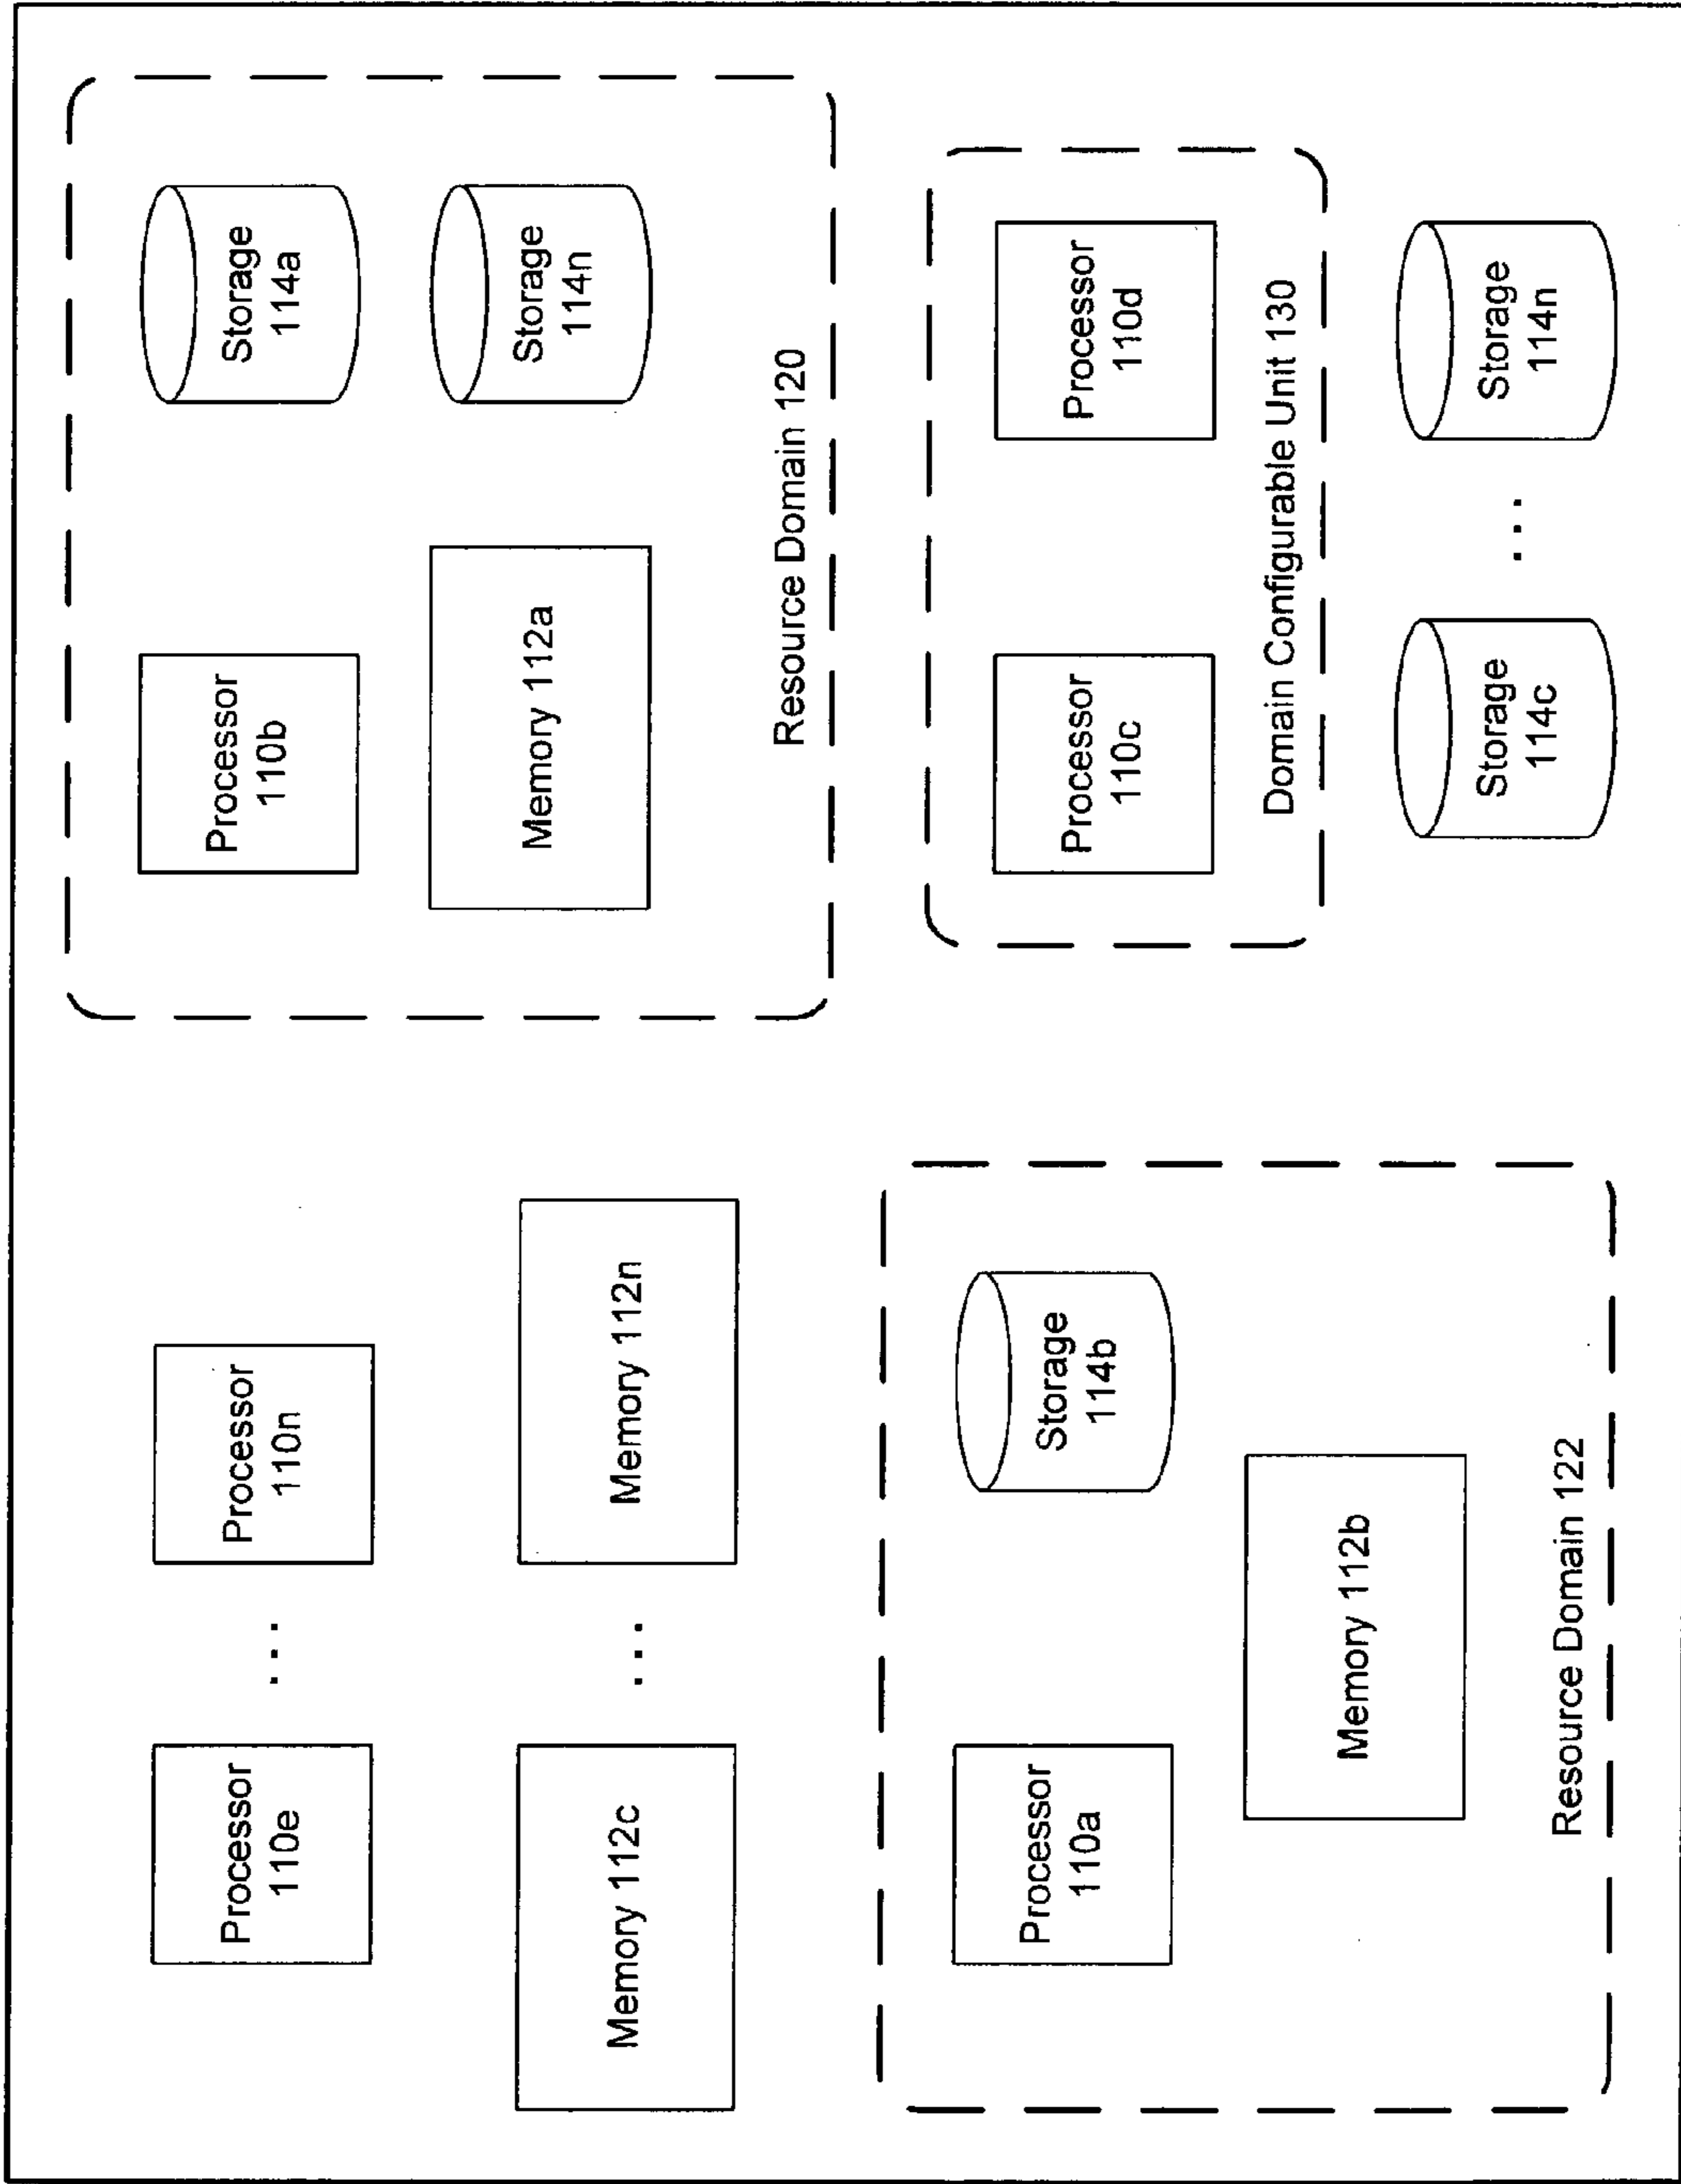 Processor
110e
...
Processor
110n
Memory 112c
...
Memory 112n
Processor
110b
Storage
114a
Memory 112a
Storage
114n
Resource Domain 120
Processor
110a
Storage
114b
Memory 112b
Resource Domain 122
Processor
110c
Processor
110d
Domain Configurable Unit 130
Storage
114c
...
Storage
114n